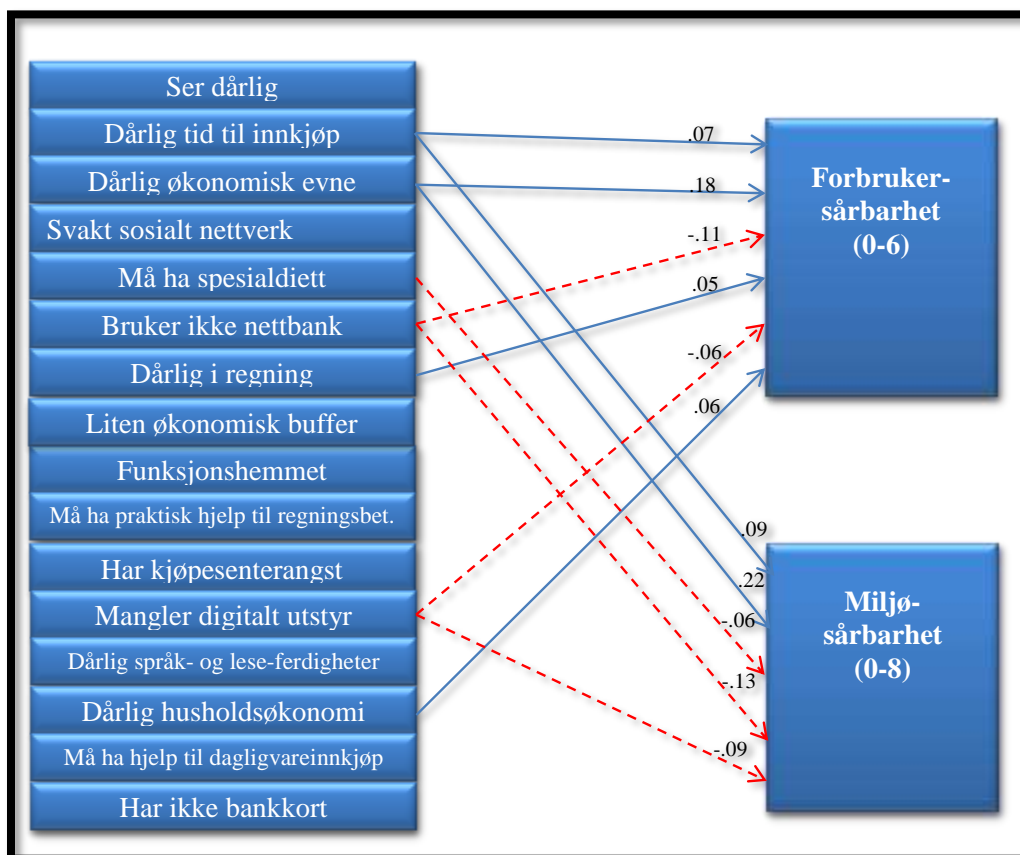 Ser dårlig
Dårlig tid til innkjøp
Dårlig økonomisk evne
Svakt sosialt nettverk
Må ha spesialdiett
Bruker ikke nettbank
Dårlig i regning
Liten økonomisk buffer
Funksjonshemmet
Må ha praktisk hjelp til regningsbet.
Har kjøpesenterangst
Mangler digitalt utstyr
Dårlig språk- og lese-ferdigheter
Dårlig husholdsøkonomi
Må ha hjelp til dagligvareinnkjøp
Har ikke bankkort
.07
.18
-.11
.05
-.06
.06
.09
.22
-.06
-.13
-.09
Forbruker-
sårbarhet
(0-6)
Miljø-
sårbarhet
(0-8)